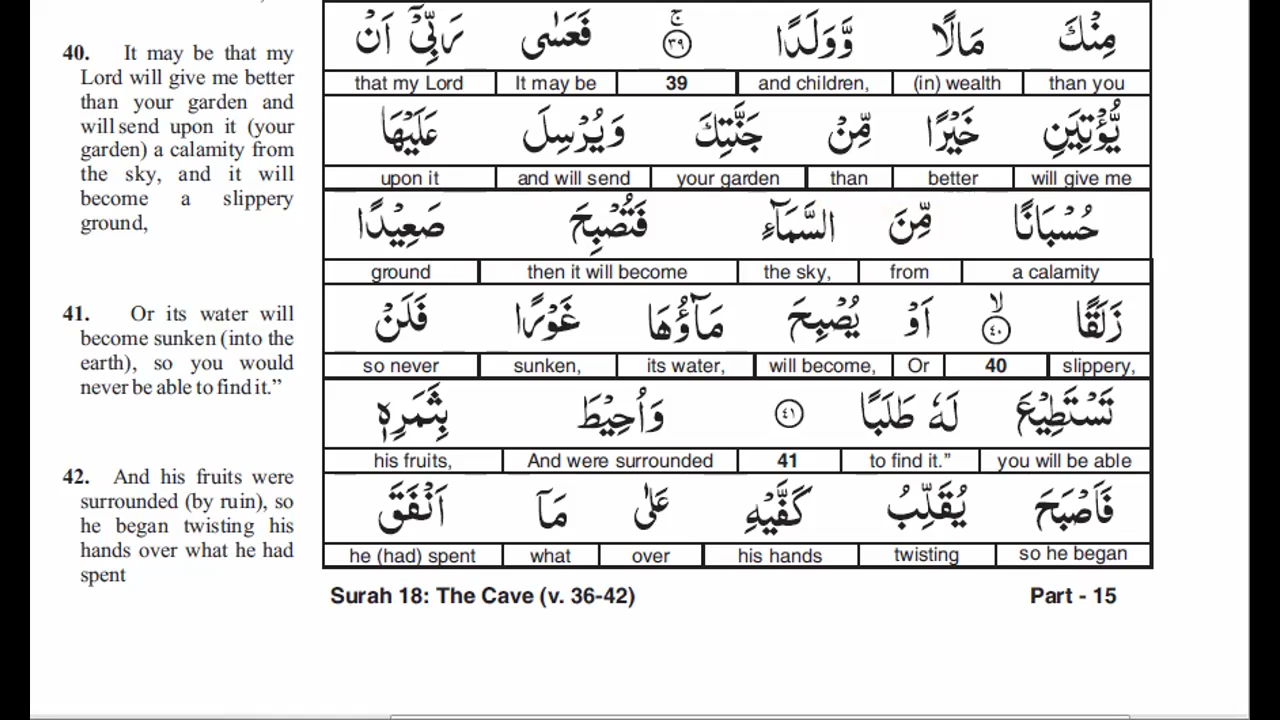 40. It may be that my
Lord will give me better
than your garden and
will send upon it (your
garden) a calamity from
the sky, and it will
become a slippery
ground,
41. Or its water will
become sunken (into the
earth), so you would
never be able to find it.”
42. And his fruits were
surrounded (by ruin), so
he began twisting his
hands over what he had
spent
مِنْكَ مَالًا وَّوَلَدًا ۚ ﴿٣٩﴾ فَعَسٰى رَبِّيْٓ اَنْ
that my Lord It may be 39 and children, (in) wealth than you
يُّؤْتِيَنِ خَيْرًا مِّنْ جَنَّتِكَ وَيُرْسِلَ عَلَيْهَا
upon it and will send your garden than better will give me
حُسْبَانًا مِّنَ السَّمَآءِ فَتُصْبِحَ صَعِيْدًا
ground then it will become the sky, from a calamity
زَلَقًا ۙ ﴿٤٠﴾ اَوْ يُصْبِحَ مَآؤُهَا غَوْرًا فَلَنْ
so never sunken, its water, will become, Or 40 slippery,
تَسْتَطِيْعَ لَهٗ طَلَبًا ﴿٤١﴾ وَاُحِيْطَ بِثَمَرِهٖ
his fruits, And were surrounded 41 to find it.” you will be able
فَاَصْبَحَ يُقَلِّبُ كَفَّيْهِ عَلٰى مَآ اَنْفَقَ
he (had) spent what over his hands twisting so he began
Surah 18: The Cave (v. 36-42) Part - 15